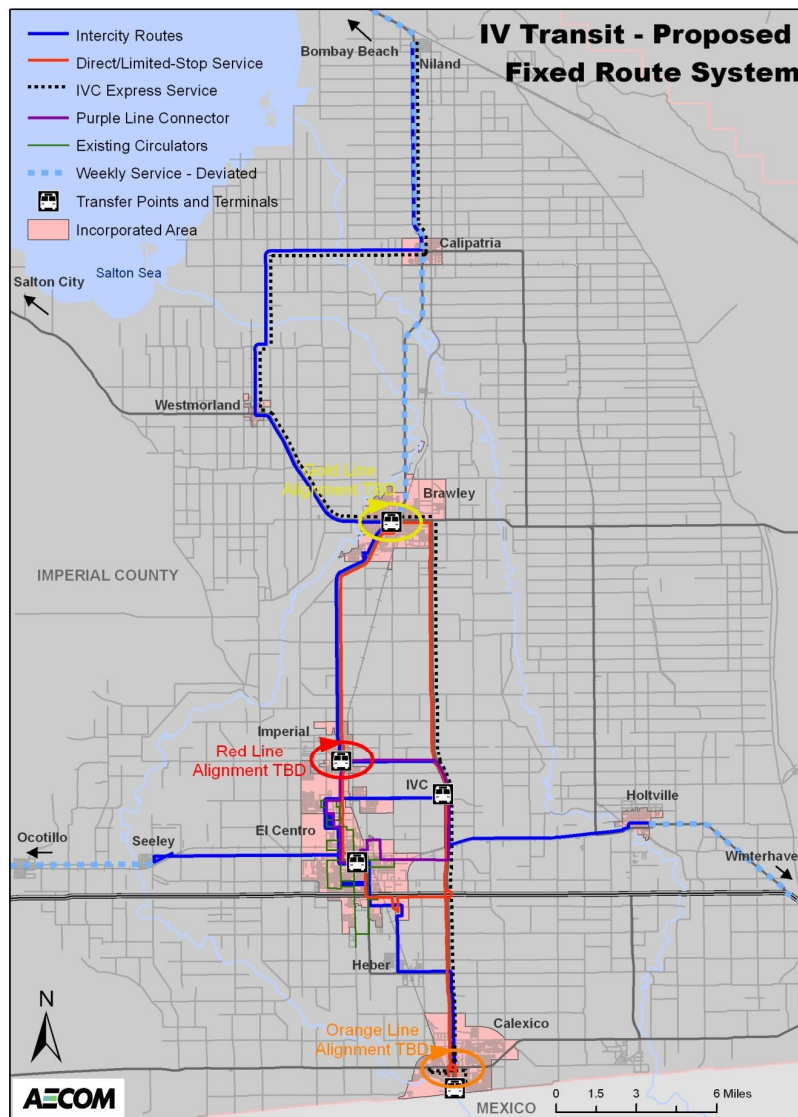 IV Transit - Proposed
Fixed Route System
Intercity Routes
Direct/Limited-Stop Service
IVC Express Service
Purple Line Connector
Existing Circulators
Weekly Service - Deviated
Transfer Points and Terminals
Incorporated Area
Bombay Beach
Niland
Calipatria
Salton Sea
Salton City
Westmorland
Gold Line
Alignment TBD
Brawley
IMPERIAL COUNTY
Imperial
Red Line
Alignment TBD
IVC
Holtville
El Centro
Ocotillo
Seeley
Winterhave
Heber
N
Calexico
Orange Line
Alignment TBD
AECOM
MEXICO
0 1.5 3 6 Miles